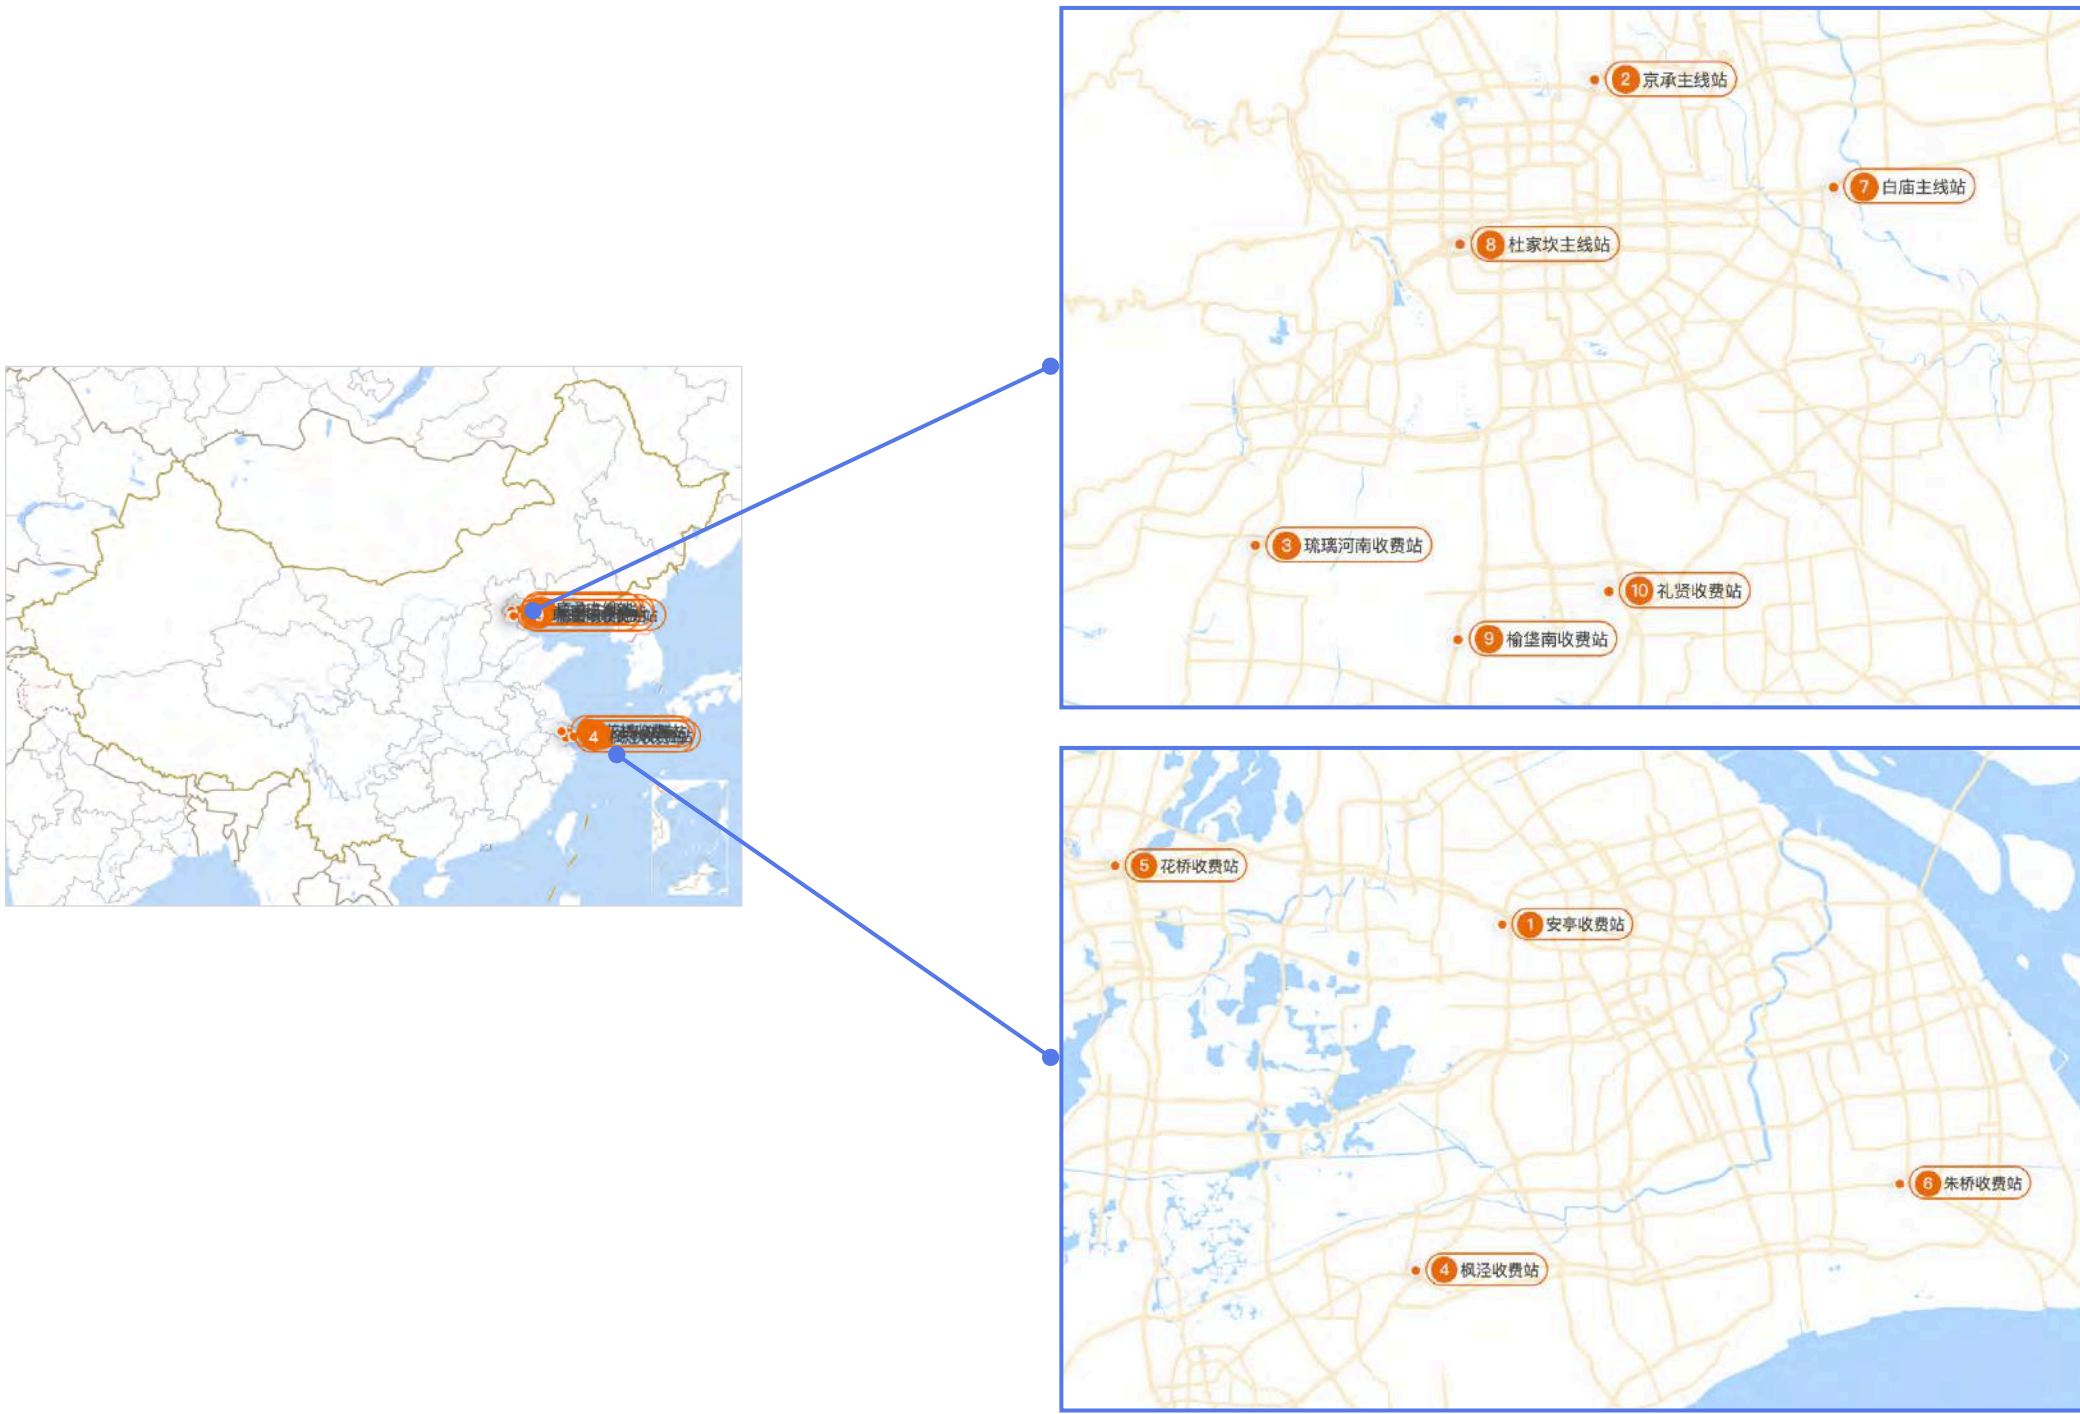 2 京承主线站
7 白庙主线站
8 杜家坎主线站
3 琉璃河南收费站
10 礼贤收费站
9 榆垡南收费站
4
5 花桥收费站
1 安亭收费站
6 朱桥收费站
4 枫泾收费站